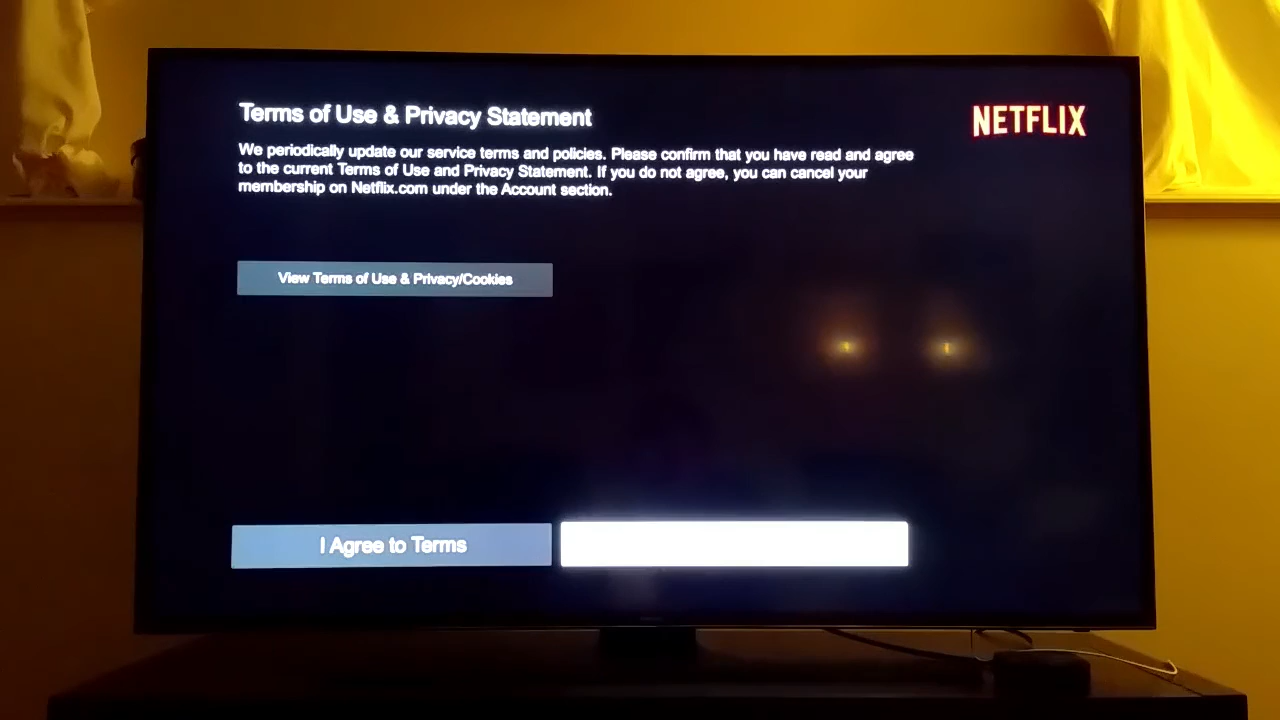 Terms of Use & Privacy Statement
NETFLIX
We periodically update our service terms and policies. Please confirm that you have read and agree
to the current Terms of Use and Privacy Statement. If you do not agree, you can cancel your
membership on Netflix.com under the Account section.
View Terms of Use & Privacy/Cookies
I Agree to Terms